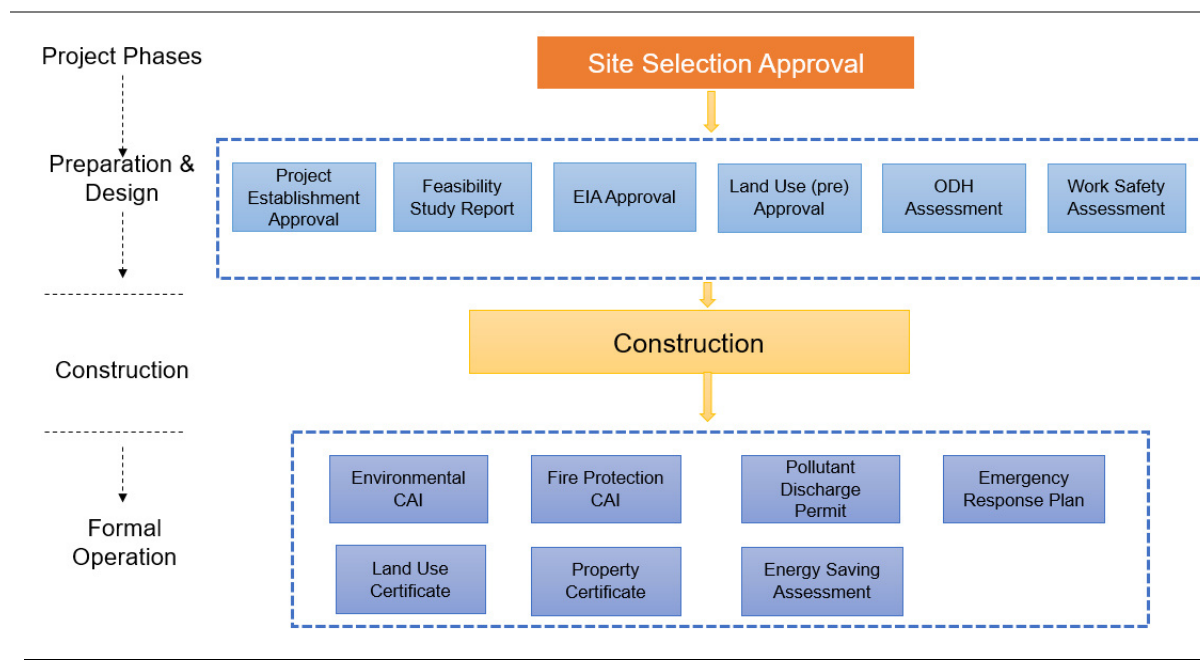 Project Phases
Site Selection Approval
Preparation &
Design
Project
Establishment
Approval
Feasibility
Study Report
EIA Approval
Land Use (pre)
Approval
ODH
Assessment
Work Safety
Assessment
Construction
Construction
Environmental
CAI
Fire Protection
CAI
Pollutant
Discharge
Permit
Emergency
Response Plan
Formal
Operation
Land Use
Certificate
Property
Certificate
Energy Saving
Assessment